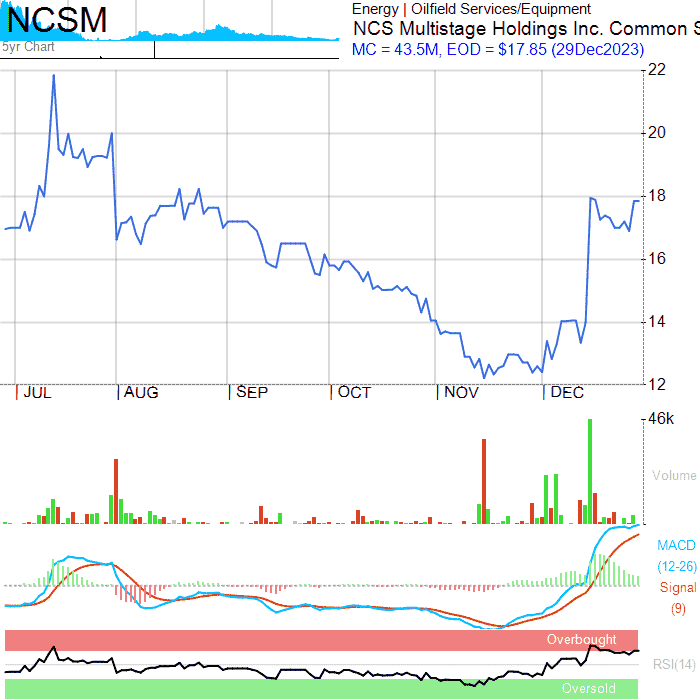 NCSM
5yr Chart
Energy | Oilfield Services/Equipment
NCS Multistage Holdings Inc. Common S
MC = 43.5M, EOD = $17.85 (29Dec2023)
22
20
18
16
14
12
JUL AUG SEP OCT NOV DEC
46k
Volume
MACD
(12-26)
Signal
(9)
Overbought
RSI(14)
Oversold